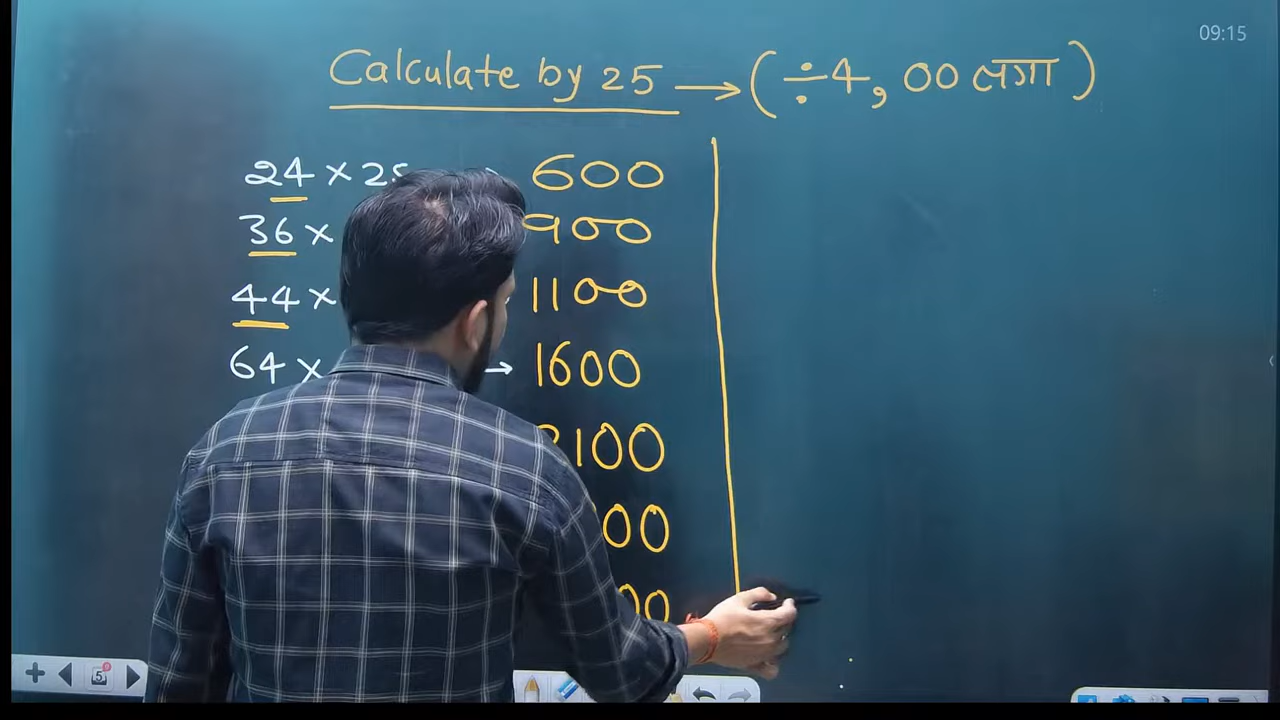 09:15
Calculate by 25 → (÷4, 00 लगा)
24 × 25 600
36 × 900
44 × 1100
64 × → 1600
100
00
00
5